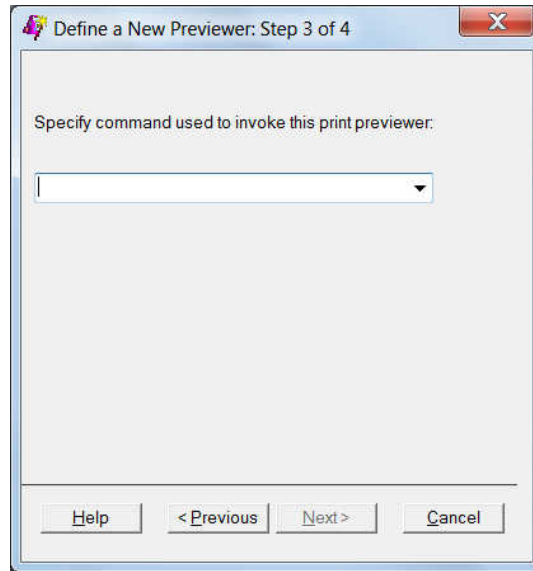 Define a New Previewer: Step 3 of 4
Specify command used to invoke this print previewer:
Help < Previous Next > Cancel